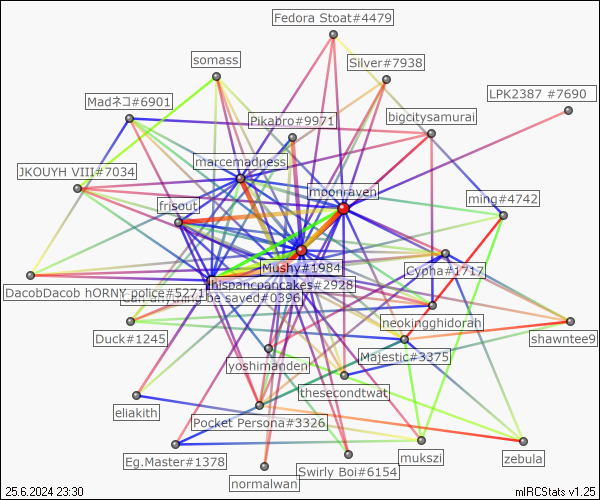 Fedora Stoat#4479
somass
Silver#7938
LPK2387 #7690
Madネコ#6901
Pikabro#9971
bigcitysamurai
marcemadness
JKOUYH VIII#7034
moonraven
ming#4742
frisout
Mushy#1984
Cypha#1717
hispancpancakes#2928
DacobDacob hORNY police#5271
be saved#0396
neokingghidorah
Duck#1245
shawntee9
Majestic#3375
yoshimanden
thesecondtwat
eliakith
Pocket Persona#3326
mukszi
zebula
Eg.Master#1378
Swirly Boi#6154
normalwan
25.6.2024 23:30
mIRCStats v1.25